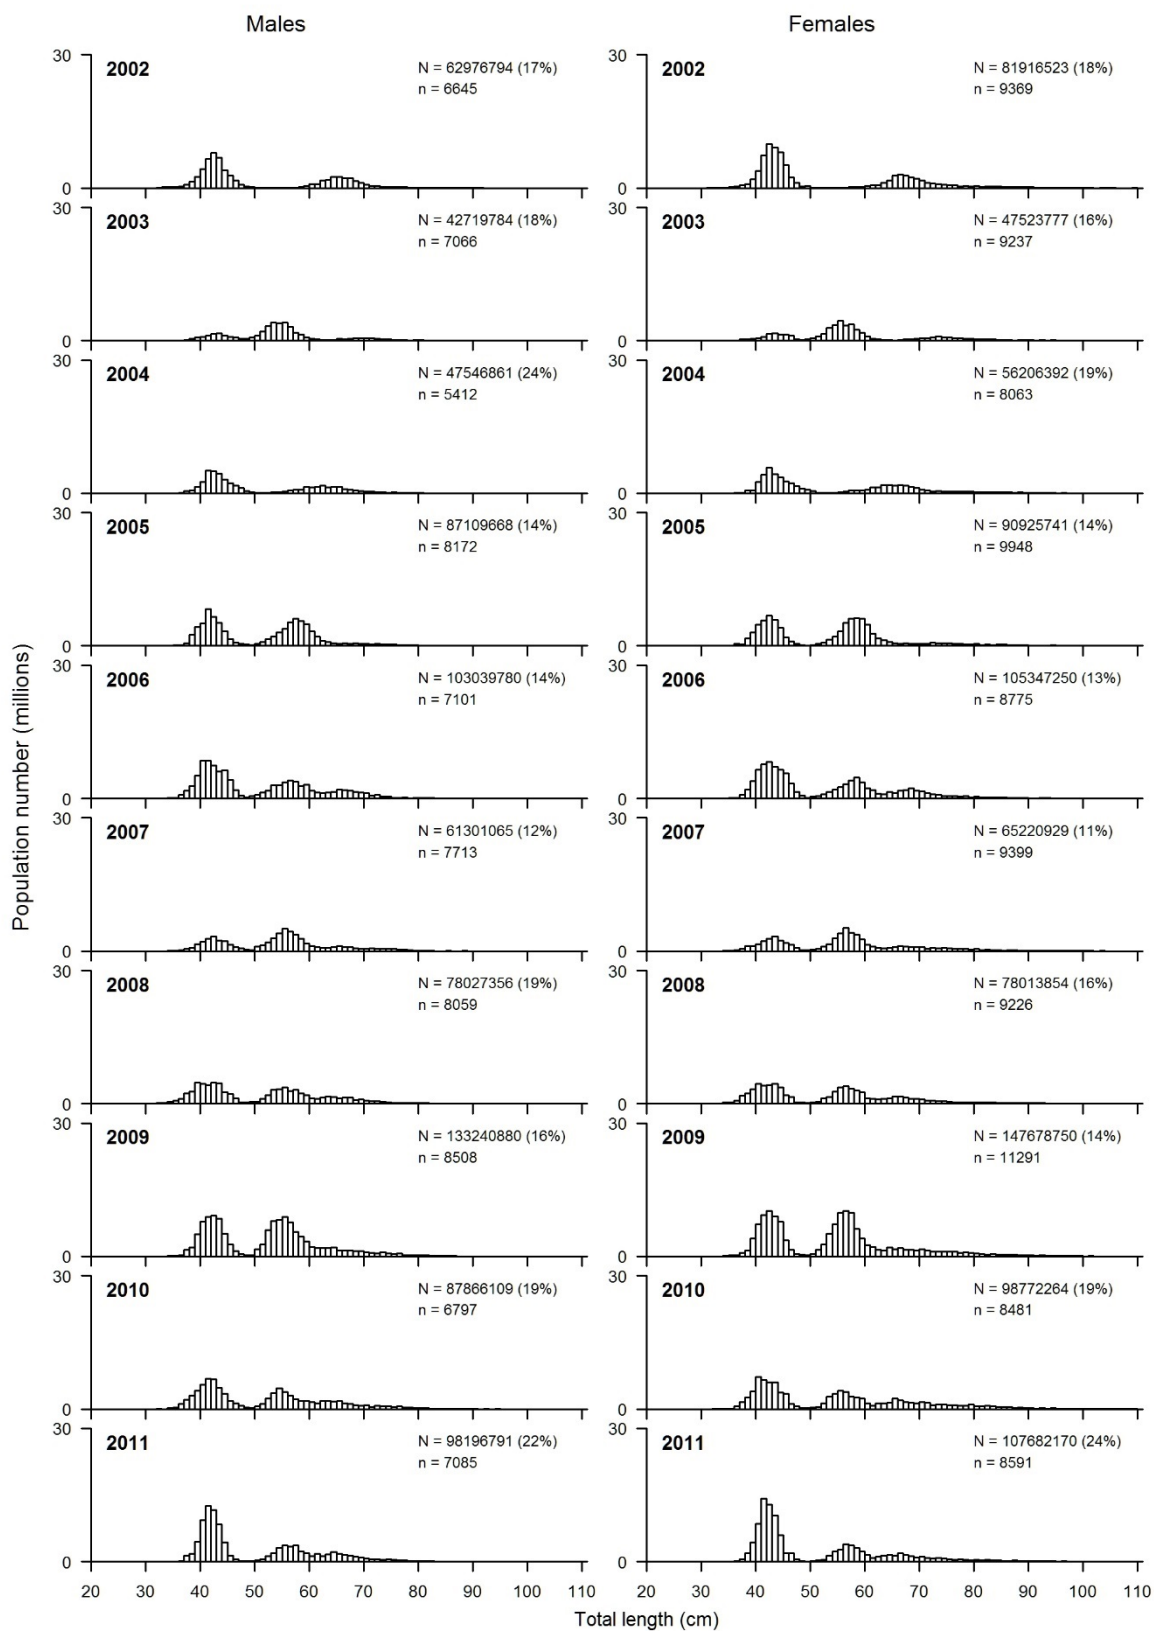 Males Females
30 2002 N = 62976794 (17%) 30 2002 N = 81916523 (18%)
n = 6645 n = 9369
0 0
30 2003 N = 42719784 (18%) 30 2003 N = 47523777 (16%)
n = 7066 n = 9237
0 0
30 2004 N = 47546861 (24%) 30 2004 N = 56206392 (19%)
n = 5412 n = 8063
0 0
30 2005 N = 87109668 (14%) 30 2005 N = 90925741 (14%)
n = 8172 n = 9948
0 0
30 2006 N = 103039780 (14%) 30 2006 N = 105347250 (13%)
n = 7101 n = 8775
0 0
30 2007 N = 61301065 (12%) 30 2007 N = 65220929 (11%)
n = 7713 n = 9399
0 0
30 2008 N = 78027356 (19%) 30 2008 N = 78013854 (16%)
n = 8059 n = 9226
0 0
30 2009 N = 133240880 (16%) 30 2009 N = 147678750 (14%)
n = 8508 n = 11291
0 0
30 2010 N = 87866109 (19%) 30 2010 N = 98772264 (19%)
n = 6797 n = 8481
0 0
30 2011 N = 98196791 (22%) 30 2011 N = 107682170 (24%)
n = 7085 n = 8591
0 0
20 30 40 50 60 70 80 90 100 110 20 30 40 50 60 70 80 90 100 110
Total length (cm)
Population number (millions)